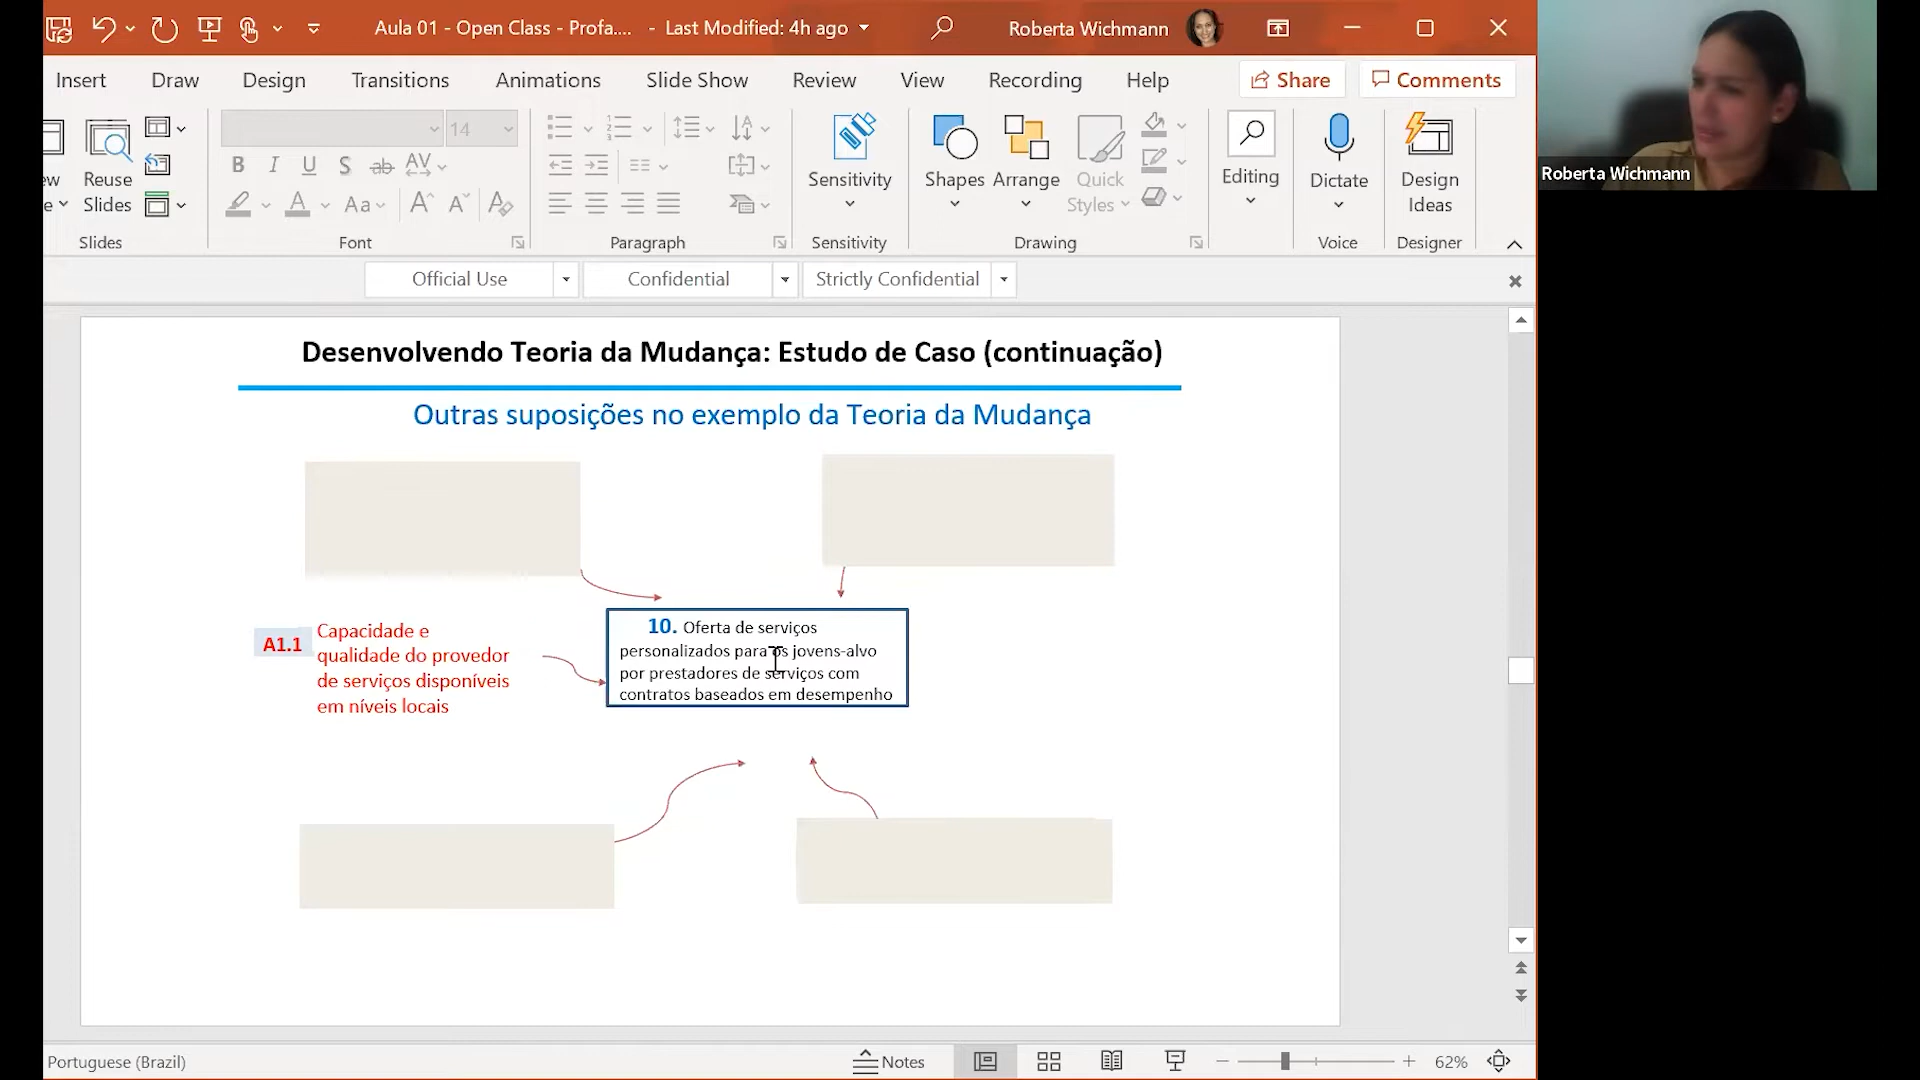 Aula 01 - Open Class - Profa.... - Last Modified: 4h ago
Roberta Wichmann
Insert Draw Design Transitions Animations Slide Show Review View Recording Help Share Comments
14
Reuse
Slides
Slides
B I U S ab AV
Aa A A
Font
Paragraph
Sensitivity
Sensitivity
Shapes Arrange Quick
Styles
Drawing
Editing
Dictate
Voice
Design
Ideas
Designer
Official Use Confidential Strictly Confidential
Desenvolvendo Teoria da Mudança: Estudo de Caso (continuação)
Outras suposições no exemplo da Teoria da Mudança
A1.1
Capacidade e
qualidade do provedor
de serviços disponíveis
em níveis locais
10. Oferta de serviços
personalizados para os jovens-alvo
por prestadores de serviços com
contratos baseados em desempenho
Portuguese (Brazil)
Notes
62%
Roberta Wichmann